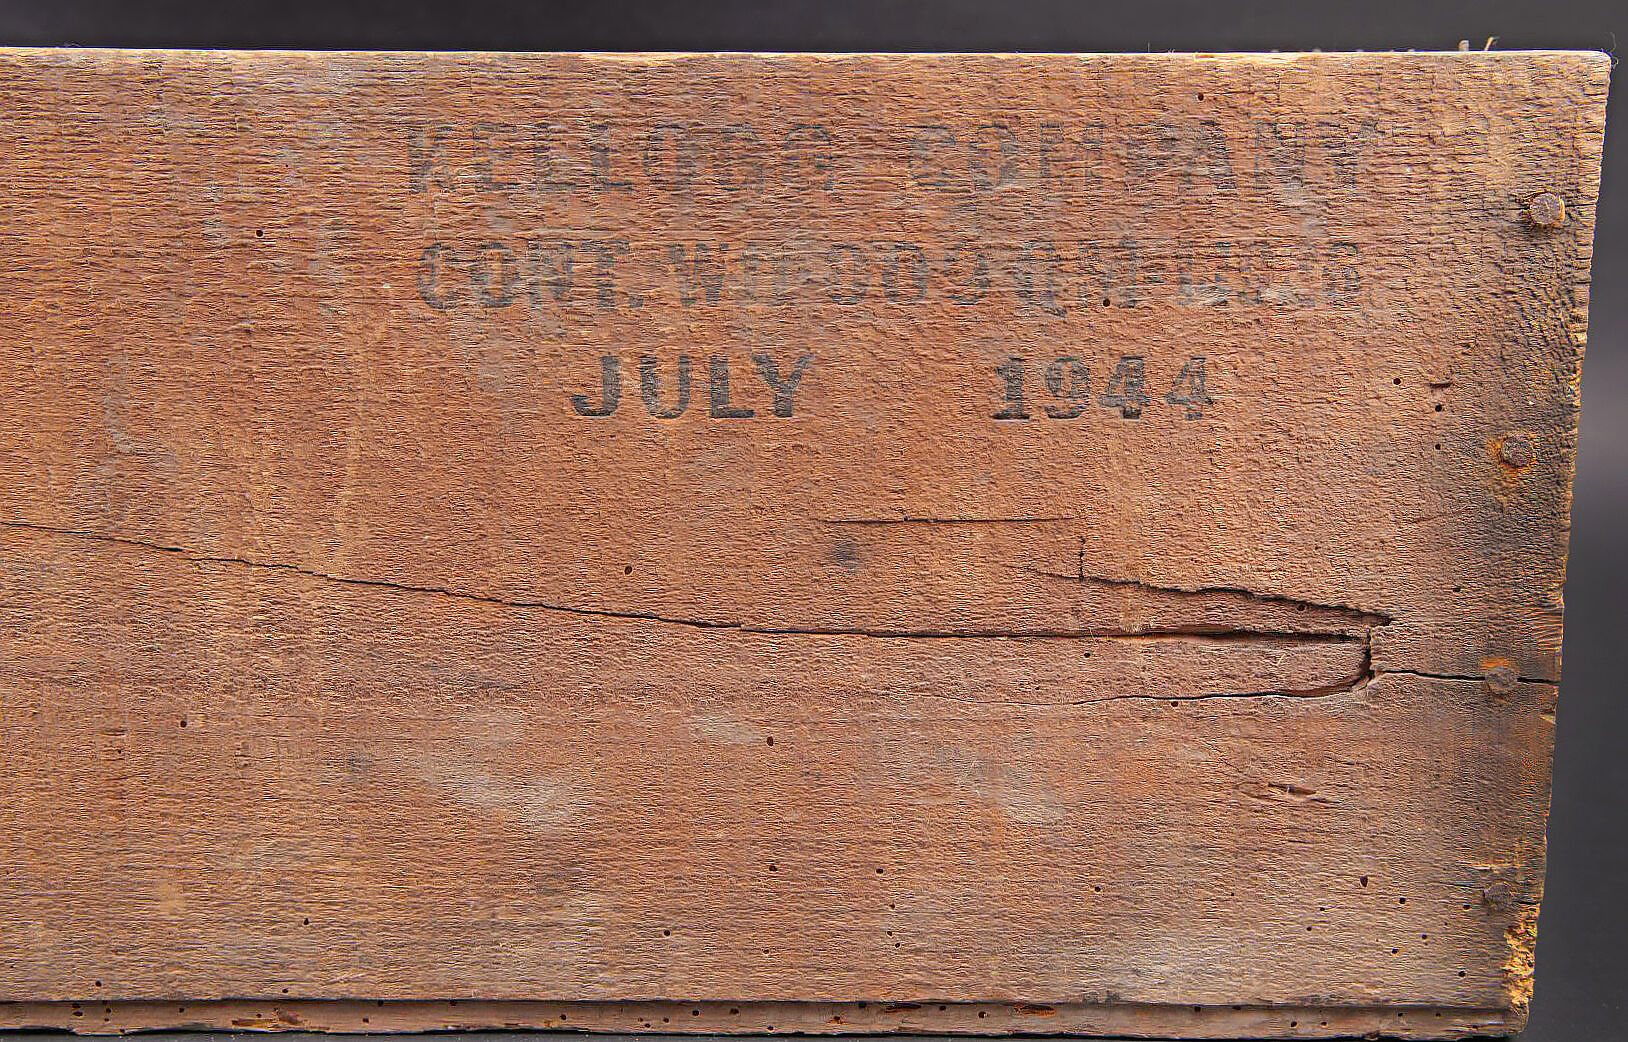 KELLOGG COMPANY
CONT.
JULY 1944